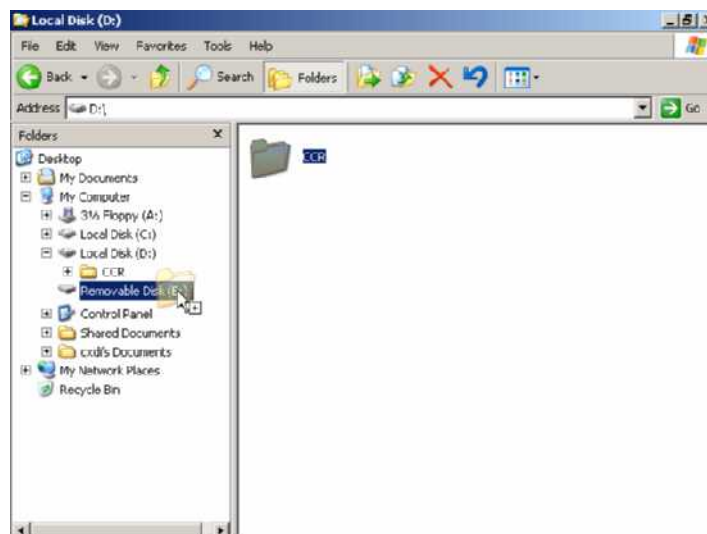 Local Disk (D:)
File Edit View Favorites Tools Help
Back Search Folders
Address D:\ Go
Folders x
Desktop
My Documents
My Computer
3½ Floppy (A:)
Local Disk (C:)
Local Disk (D:)
CCR
Removable Disk (E:)
Control Panel
Shared Documents
cxdi's Documents
My Network Places
Recycle Bin
CCR